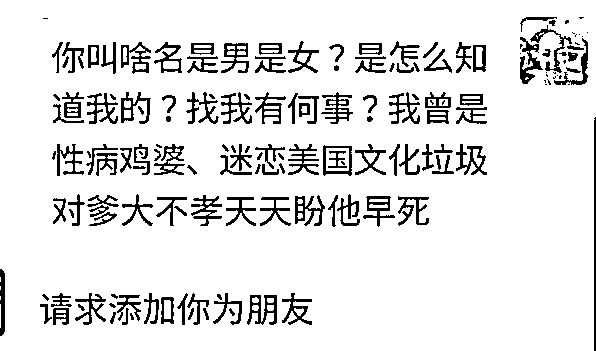 你叫啥名是男是女？是怎么知
道我的？找我有何事？我曾是
性病鸡婆、迷恋美国文化垃圾
对爹大不孝天天盼他早死
请求添加你为朋友